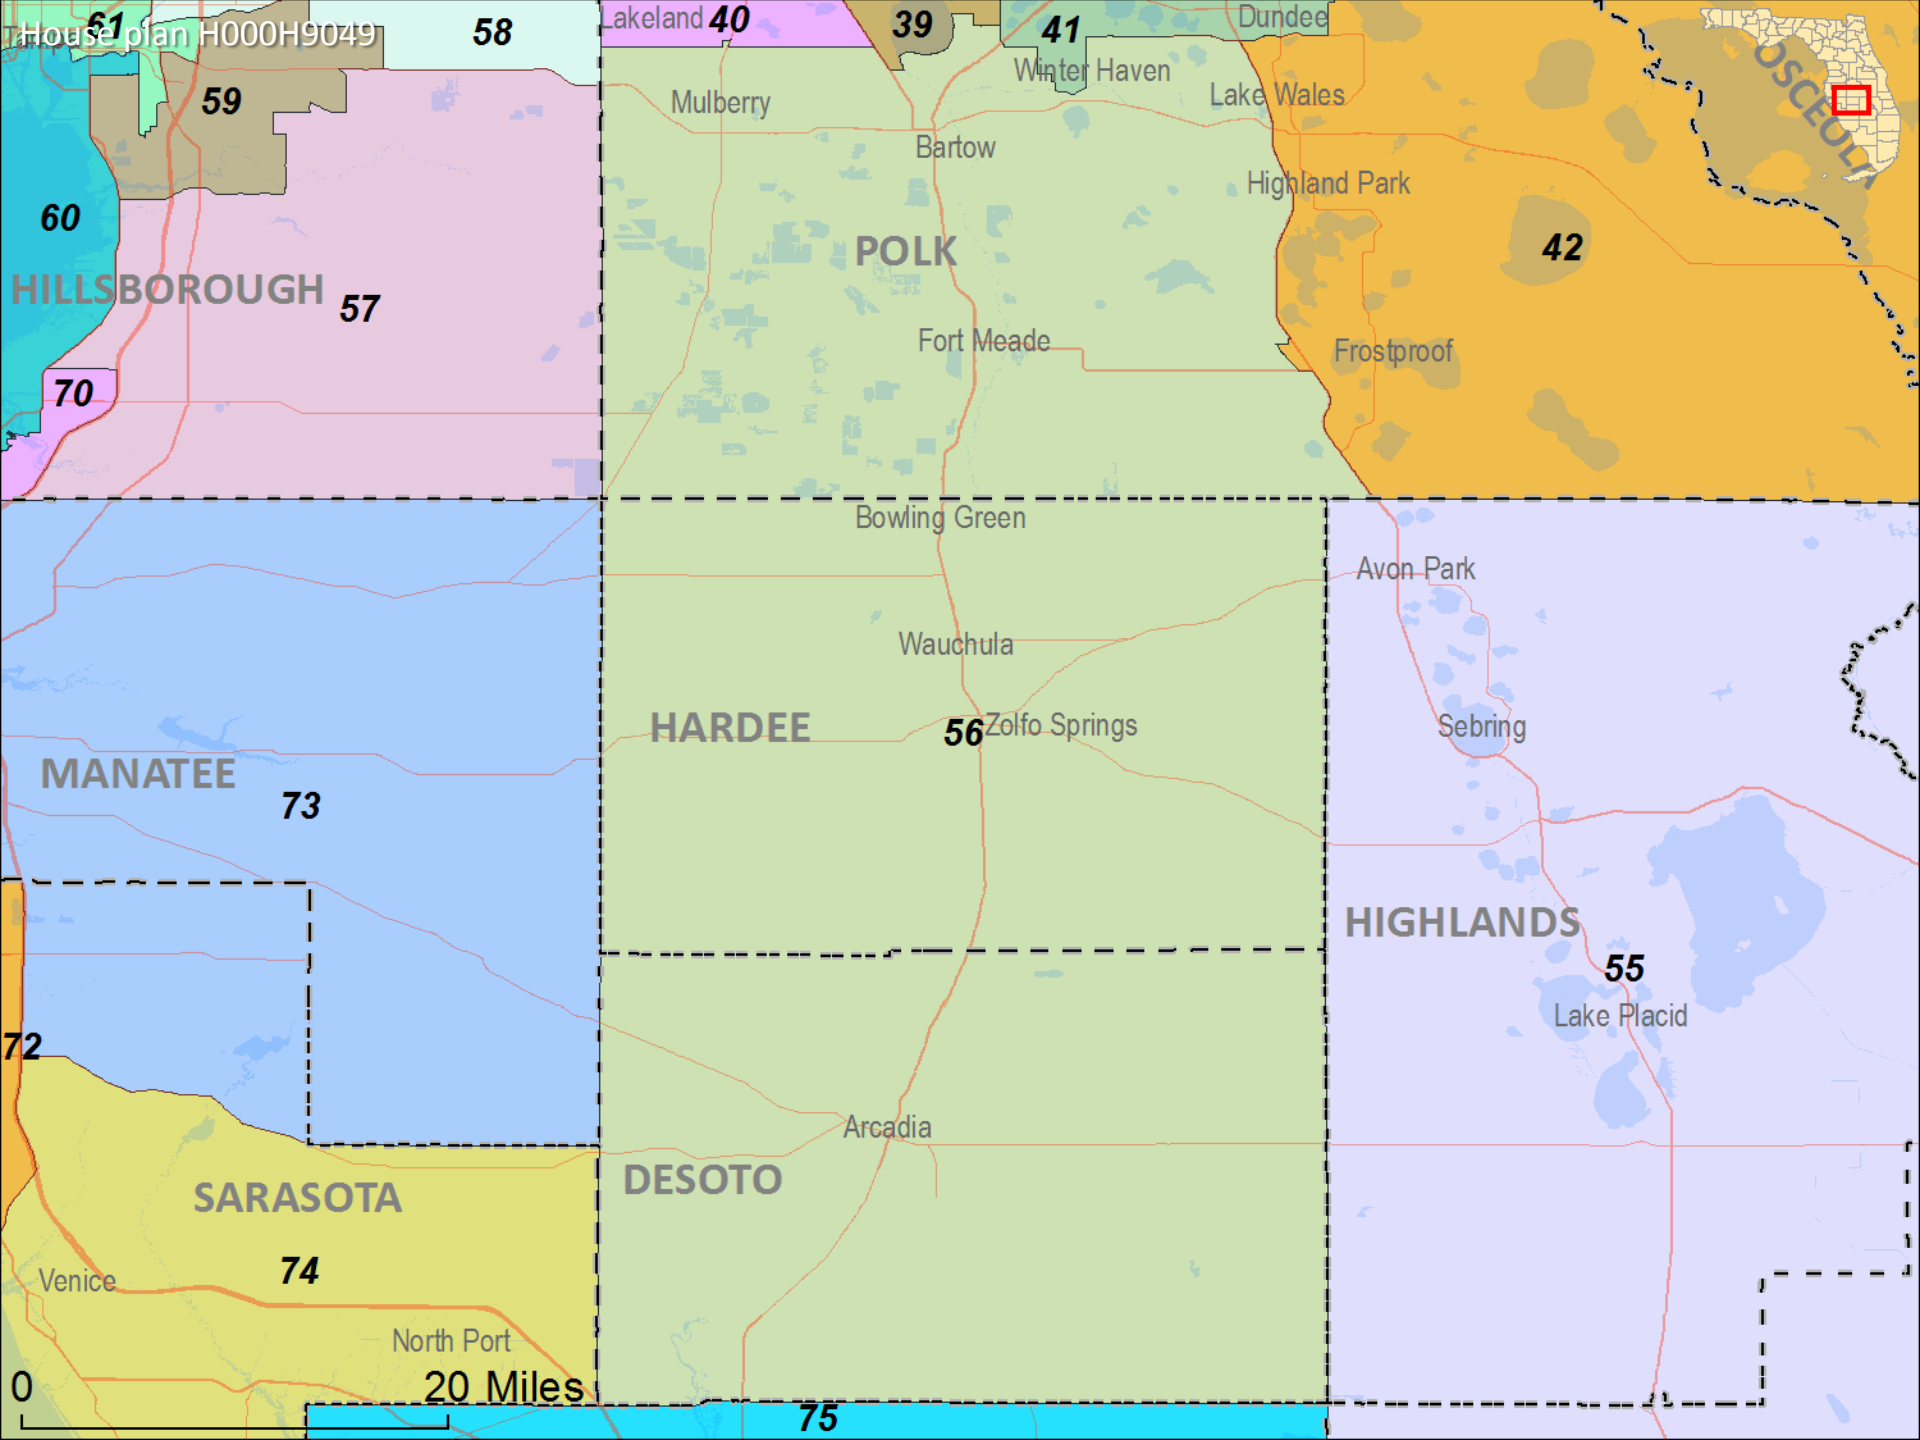 House plan H000H9049
61
58
Lakeland
40
39
41
Dundee
59
Mulberry
Winter Haven
Lake Wales
OSCEOLA
Bartow
Highland Park
60
POLK
42
HILLSBOROUGH
57
Fort Meade
Frostproof
70
Bowling Green
Avon Park
Wauchula
HARDEE
56
Zolfo Springs
Sebring
MANATEE
73
HIGHLANDS
55
Lake Placid
72
Arcadia
DESOTO
SARASOTA
74
Venice
North Port
0
20 Miles
75